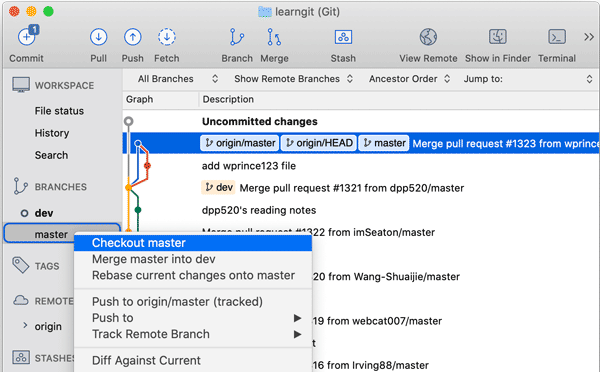 learngit (Git)
1
Commit Pull Push Fetch Branch Merge Stash View Remote Show in Finder Terminal
WORKSPACE
File status
History
Search
BRANCHES
dev
master
TAGS
REMOTE
origin
STASHES
All Branches Show Remote Branches Ancestor Order Jump to:
Graph Description
Uncommitted changes
origin/master origin/HEAD master Merge pull request #1323 from wprince
add wprince123 file
dev Merge pull request #1321 from dpp520/master
dpp520's reading notes
Merge pull request #1322 from imSeaton/master
20 from Wang-Shuaijie/master
19 from webcat007/master
t
16 from Irving88/master
Checkout master
Merge master into dev
Rebase current changes onto master
Push to origin/master (tracked)
Push to
Track Remote Branch
Diff Against Current